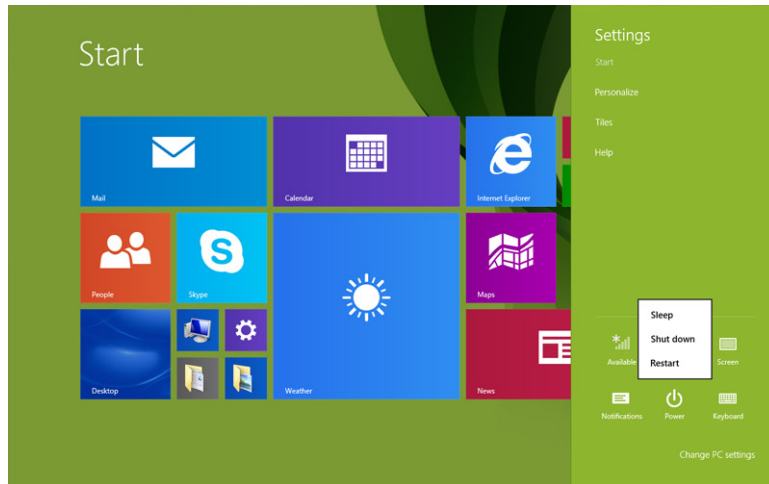 Start
Mail
Calendar
Internet Explorer
People
Skype
Maps
Desktop
Weather
News
Settings
Start
Personalize
Tiles
Help
Sleep
Shut down
Restart
Available
Screen
Notifications
Power
Keyboard
Change PC settings